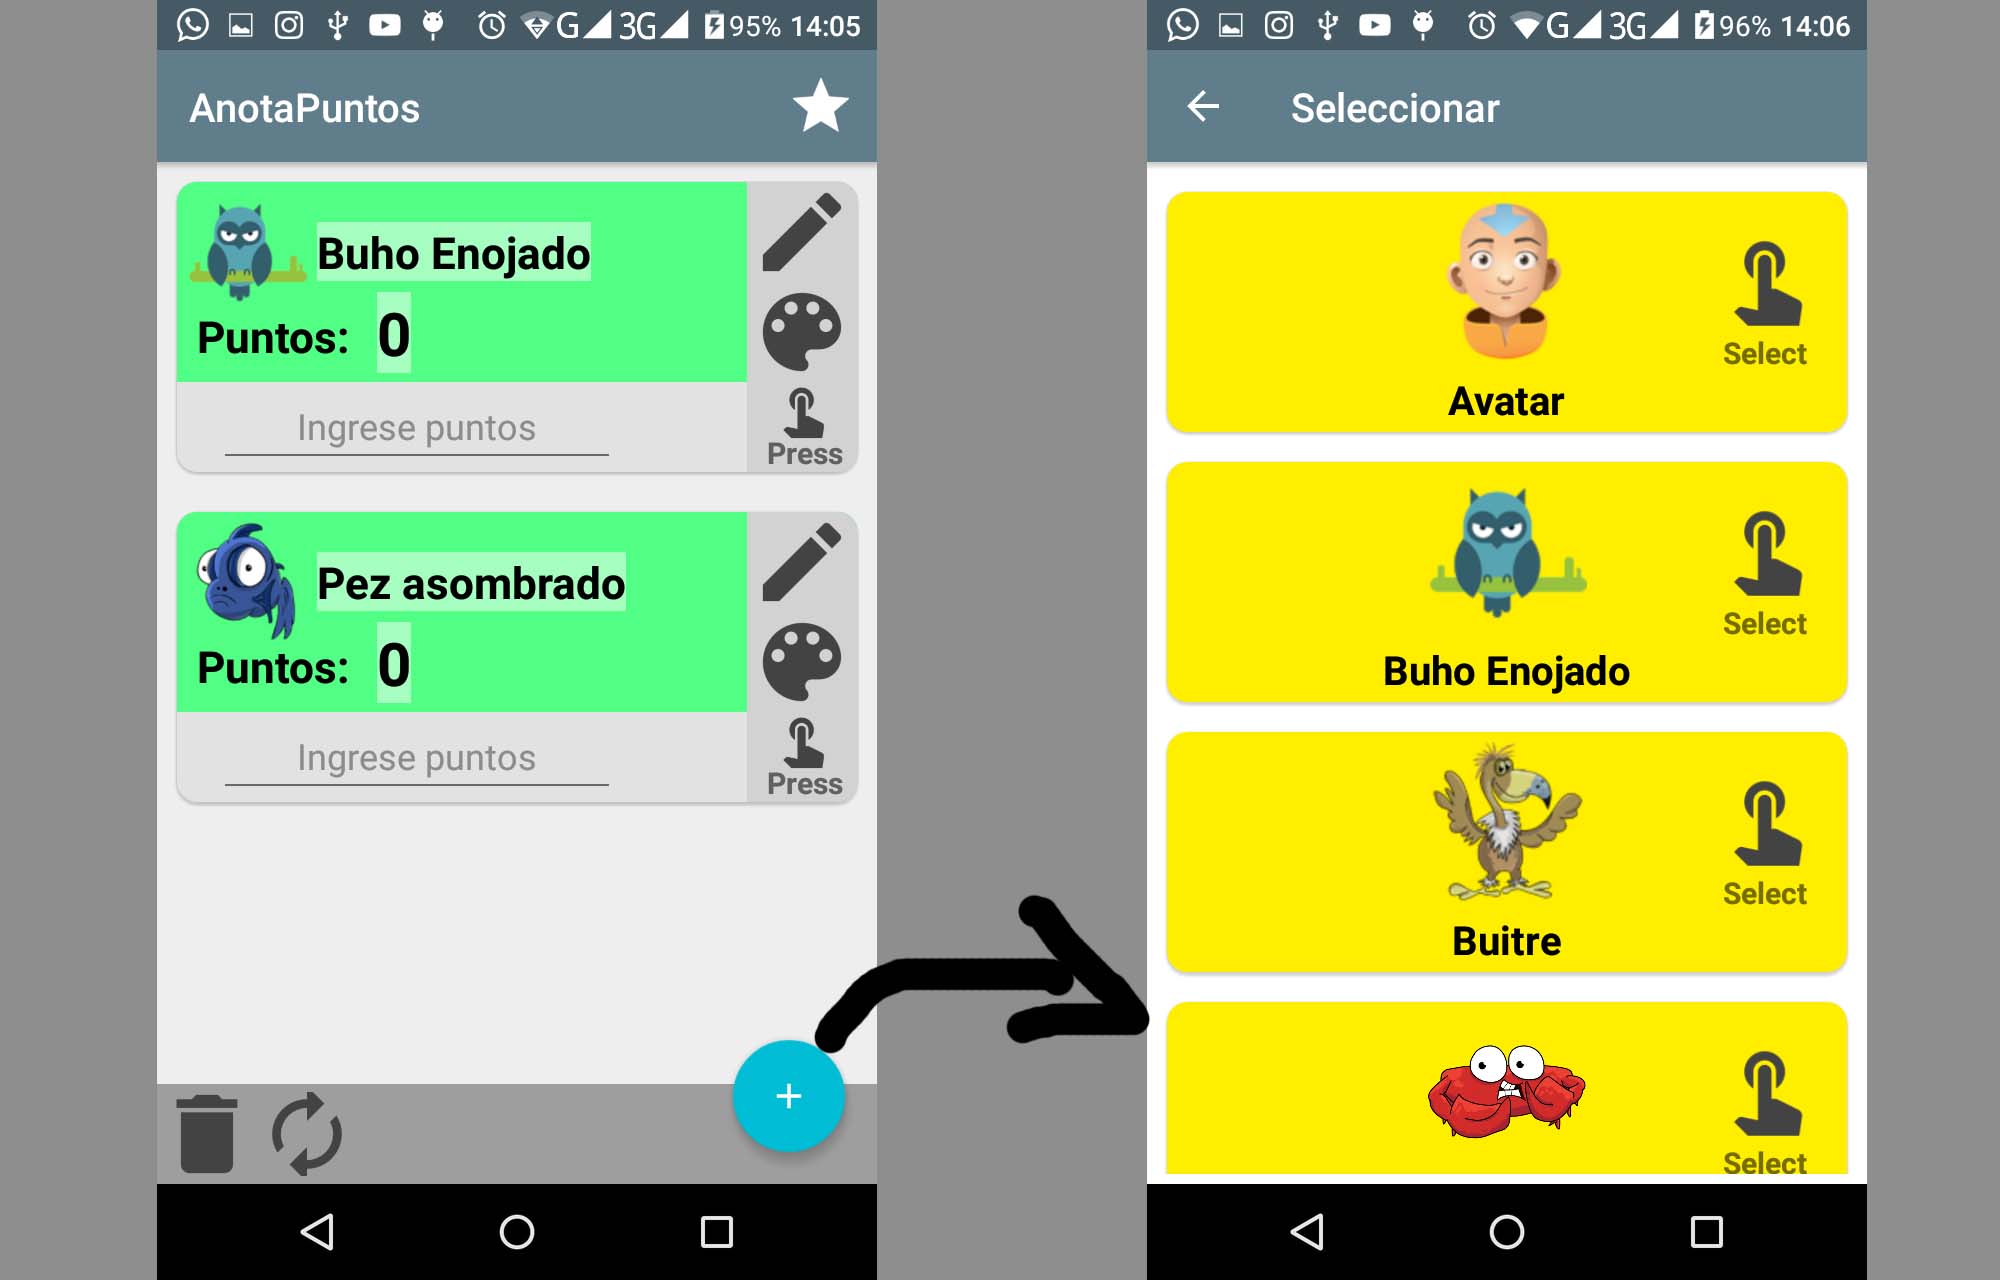 G 3G 95% 14:05
AnotaPuntos
Buho Enojado
Puntos: 0
Ingrese puntos
Press
Pez asombrado
Puntos: 0
Ingrese puntos
Press
+
G 3G 96% 14:06
Seleccionar
Select
Avatar
Select
Buho Enojado
Select
Buitre
Select